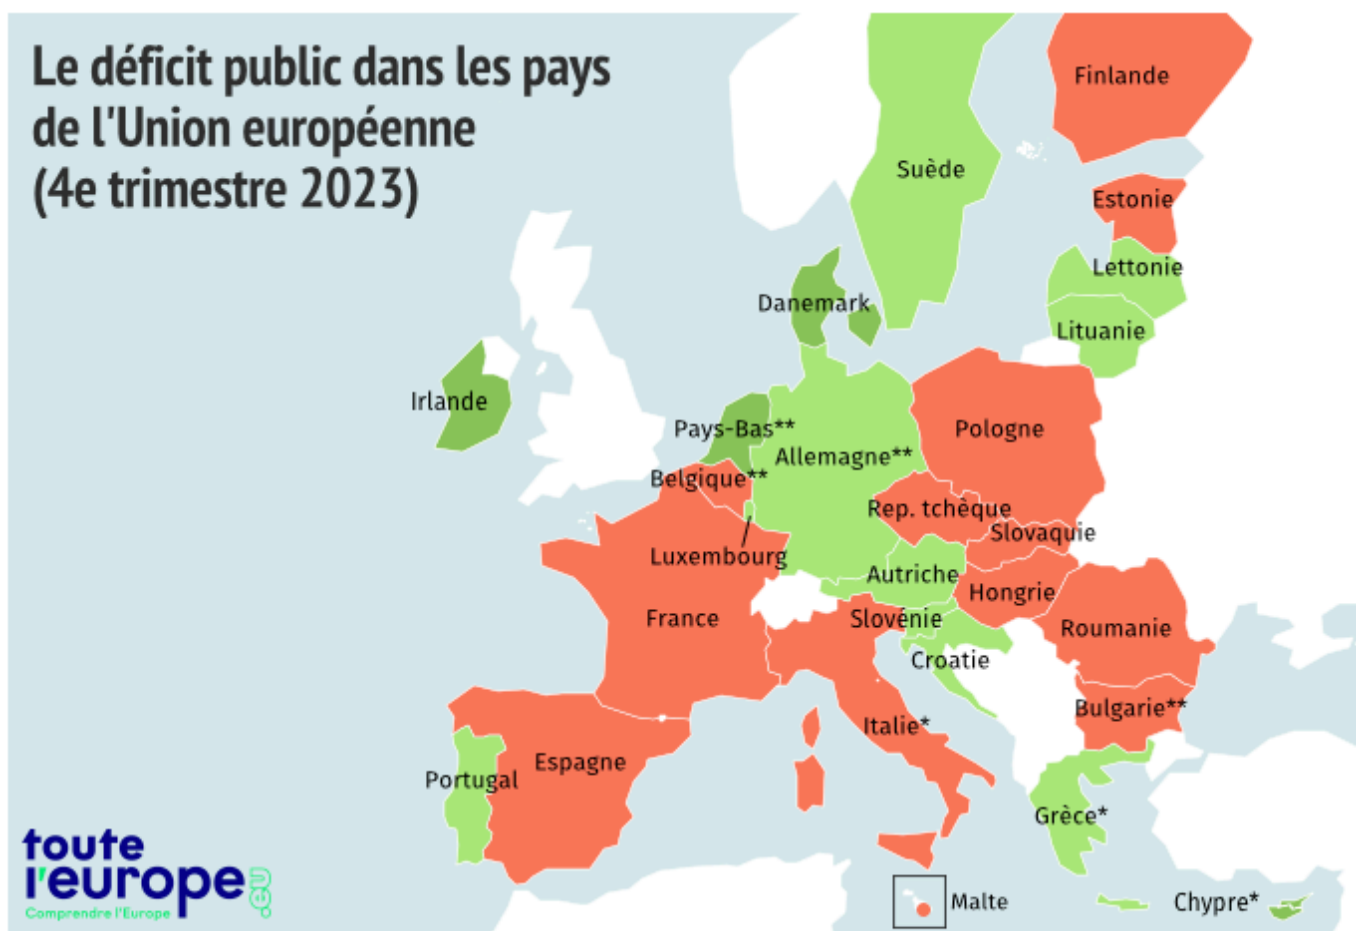 Le déficit public dans les pays
de l'Union européenne
(4e trimestre 2023)
Finlande
Suède
Estonie
Lettonie
Danemark
Lituanie
Irlande
Pays-Bas**
Pologne
Allemagne**
Belgique**
Rep. tchèque
Slovaquie
Luxembourg
Autriche
Hongrie
France
Slovénie
Roumanie
Croatie
Bulgarie**
Italie*
Espagne
Portugal
Grèce*
Malte
Chypre*
toute
l'europe.eu
Comprendre l'Europe